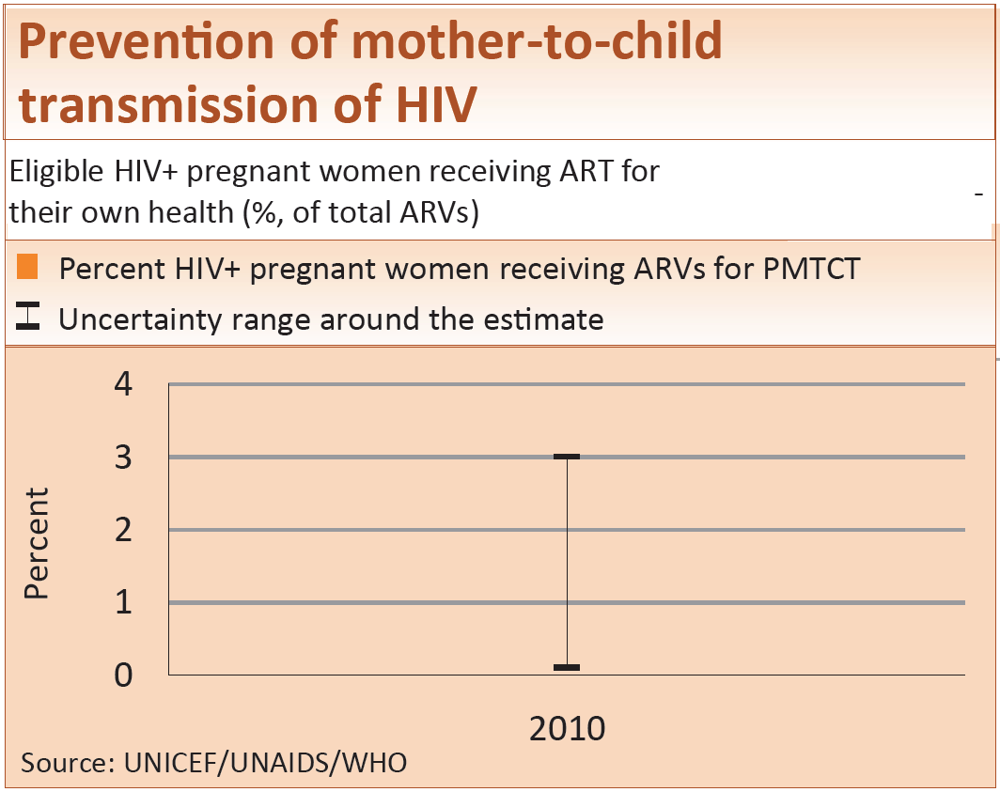 Prevention of mother-to-child
transmission of HIV
Eligible HIV+ pregnant women receiving ART for
their own health (%, of total ARVs)
-
Percent HIV+ pregnant women receiving ARVs for PMTCT
Uncertainty range around the estimate
4
3
2
1
0
Percent
2010
Source: UNICEF/UNAIDS/WHO